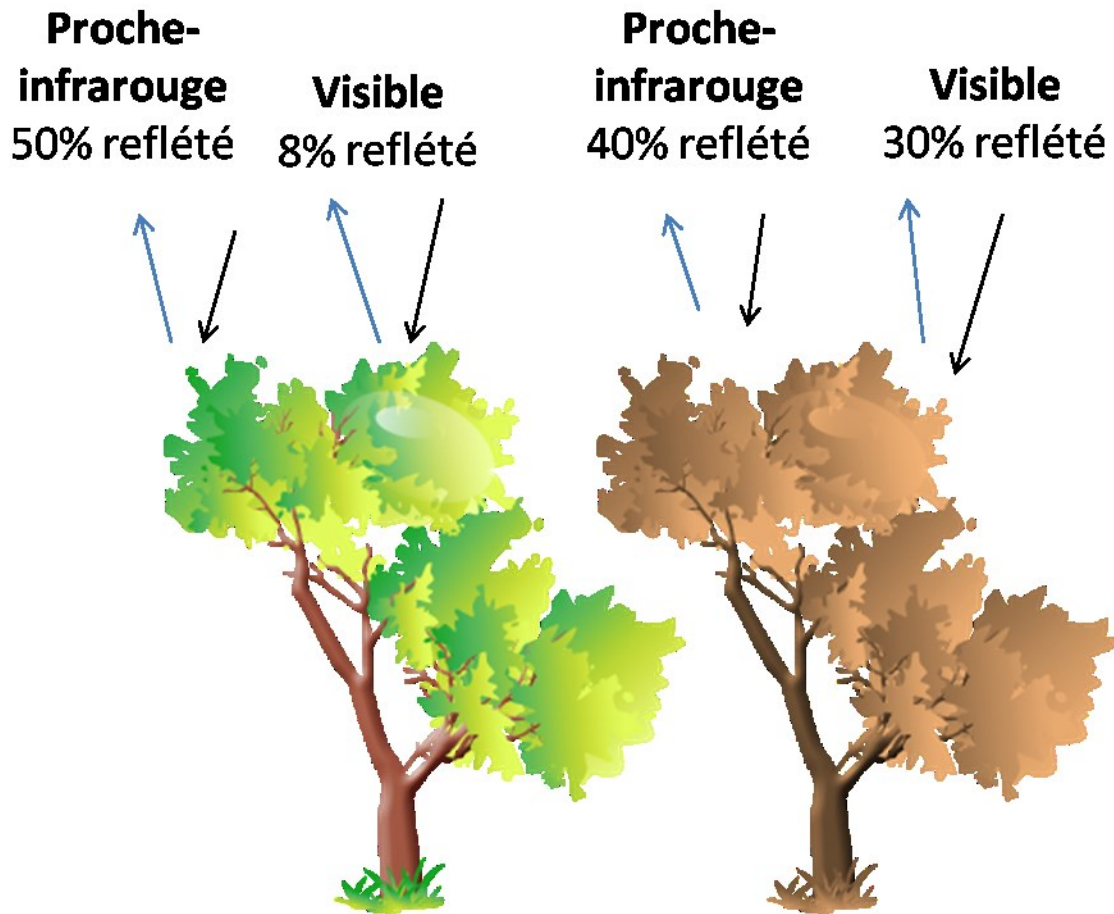 Proche-
infrarouge
50% reflété
Visible
8% reflété
Proche-
infrarouge
40% reflété
Visible
30% reflété